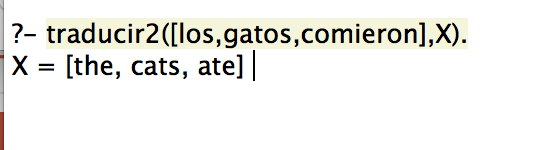 ?- traducir2([los,gatos,comieron],X).
X = [the, cats, ate]